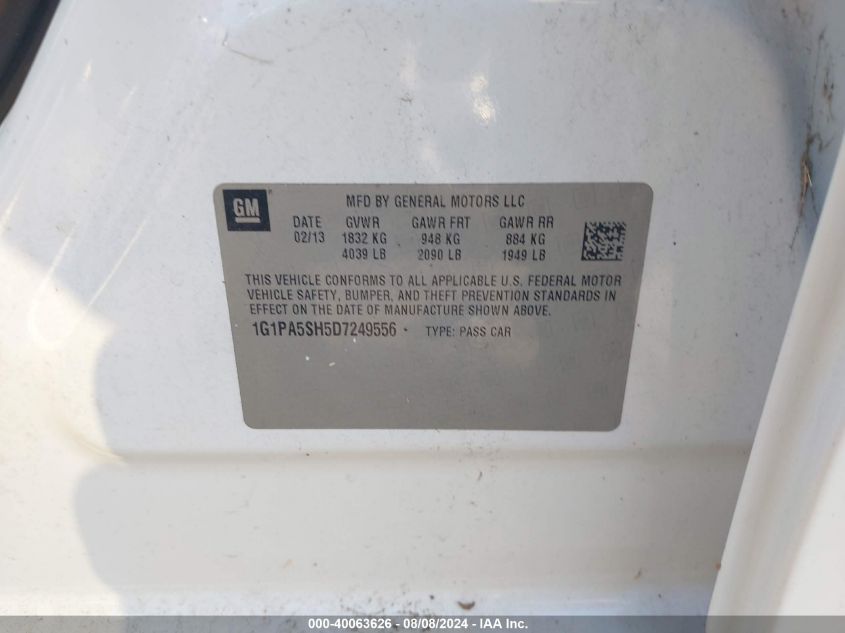 GM
MFD BY GENERAL MOTORS LLC
DATE GVWR GAWR FRT GAWR RR
02/13 1832 KG 948 KG 884 KG
4039 LB 2090 LB 1949 LB
THIS VEHICLE CONFORMS TO ALL APPLICABLE U.S. FEDERAL MOTOR
VEHICLE SAFETY, BUMPER, AND THEFT PREVENTION STANDARDS IN
EFFECT ON THE DATE OF MANUFACTURE SHOWN ABOVE.
1G1PA5SH5D7249556 • TYPE: PASS CAR
000-40063626 - 08/08/2024 - IAA Inc.